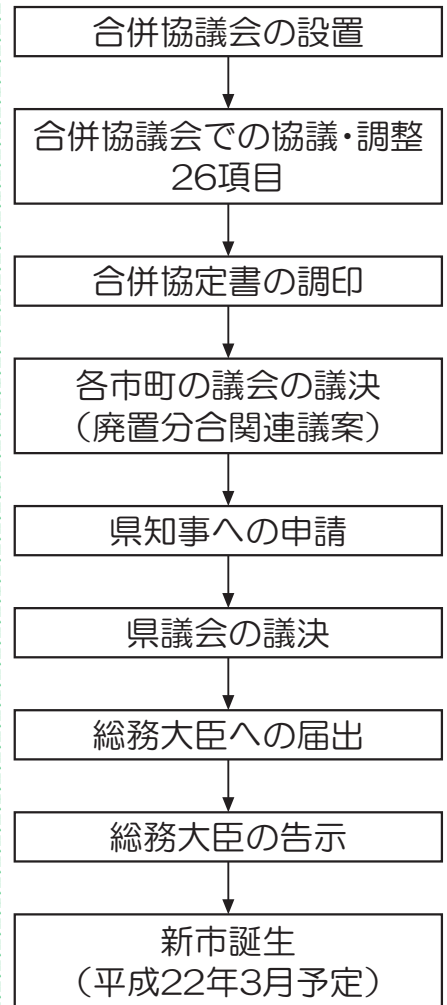 合併協議会の設置
合併協議会での協議・調整
26項目
合併協定書の調印
各市町の議会の議決
（廃置分合関連議案）
県知事への申請
県議会の議決
総務大臣への届出
総務大臣の告示
新市誕生
（平成22年3月予定）